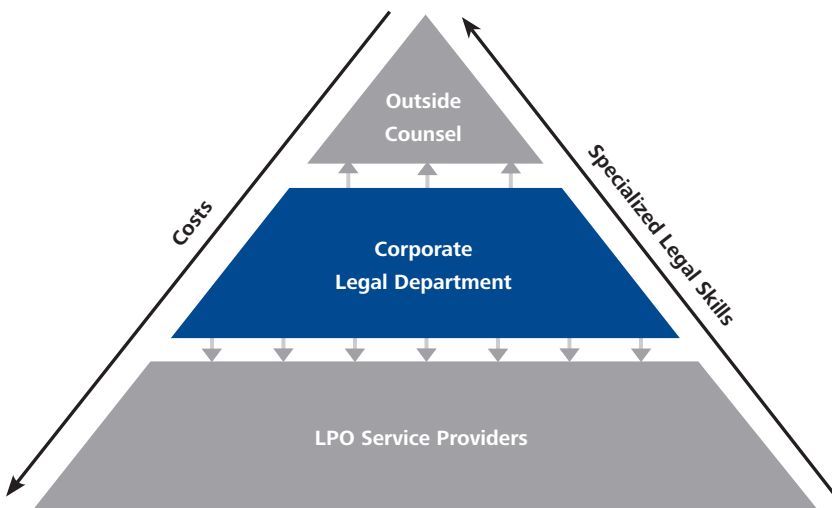 Outside
Counsel
Costs
Specialized Legal Skills
Corporate
Legal Department
LPO Service Providers